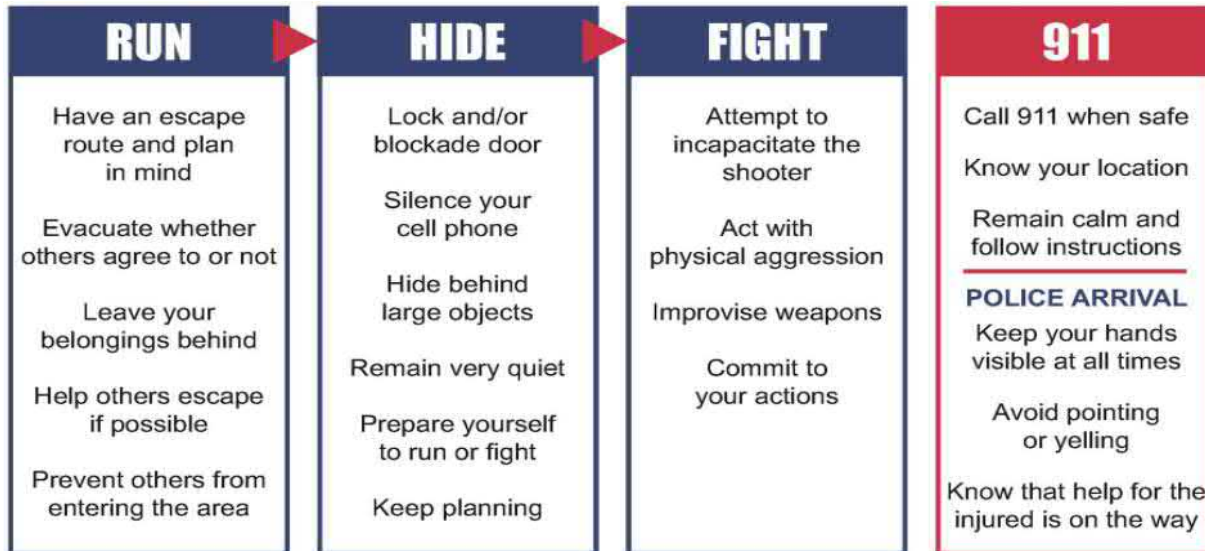 RUN
Have an escape
route and plan
in mind
Evacuate whether
others agree to or not
Leave your
belongings behind
Help others escape
if possible
Prevent others from
entering the area
HIDE
Lock and/or
blockade door
Silence your
cell phone
Hide behind
large objects
Remain very quiet
Prepare yourself
to run or fight
Keep planning
FIGHT
Attempt to
incapacitate the
shooter
Act with
physical aggression
Improvise weapons
Commit to
your actions
911
Call 911 when safe
Know your location
Remain calm and
follow instructions
POLICE ARRIVAL
Keep your hands
visible at all times
Avoid pointing
or yelling
Know that help for the
injured is on the way